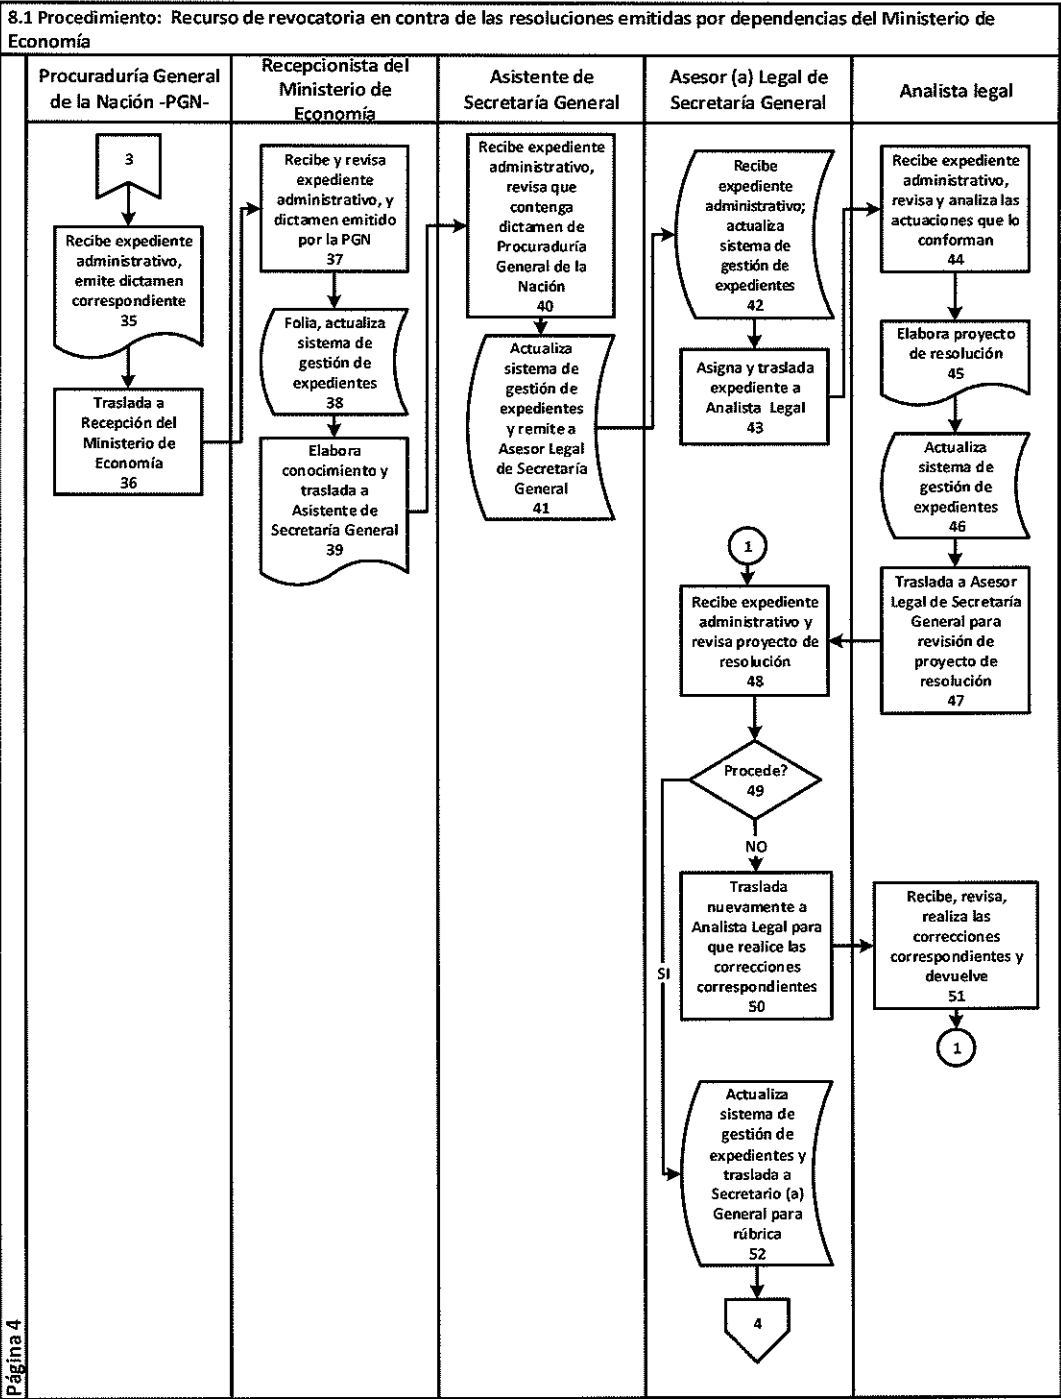 8.1 Procedimiento: Recurso de revocatoria en contra de las resoluciones emitidas por dependencias del Ministerio de
Economía
Procuraduría General
de la Nación -PGN-
Recepcionista del
Ministerio de
Economía
Asistente de
Secretaría General
Asesor (a) Legal de
Secretaría General
Analista legal
3
Recibe expediente
administrativo,
emite dictamen
correspondiente
35
Traslada a
Recepción del
Ministerio de
Economía
36
Recibe y revisa
expediente
administrativo, y
dictamen emitido
por la PGN
37
Folia, actualiza
sistema de
gestión de
expedientes
38
Elabora
conocimiento y
traslada a
Asistente de
Secretaría General
39
Recibe expediente
administrativo,
revisa que
contenga
dictamen de
Procuraduría
General de la
Nación
40
Actualiza
sistema de
gestión de
expedientes
y remite a
Asesor Legal
de Secretaría
General
41
Recibe
expediente
administrativo;
actualiza
sistema de
gestión de
expedientes
42
Asigna y traslada
expediente a
Analista Legal
43
Recibe expediente
administrativo,
revisa y analiza las
actuaciones que lo
conforman
44
Elabora proyecto
de resolución
45
Actualiza
sistema de
gestión de
expedientes
46
Traslada a Asesor
Legal de Secretaría
General para
revisión de
proyecto de
resolución
47
1
Recibe expediente
administrativo y
revisa proyecto de
resolución
48
Procede?
49
NO
SI
Traslada
nuevamente a
Analista Legal para
que realice las
correcciones
correspondientes
50
Recibe, revisa,
realiza las
correcciones
correspondientes y
devuelve
51
1
Actualiza
sistema de
gestión de
expedientes y
traslada a
Secretario (a)
General para
rúbrica
52
4
Página 4